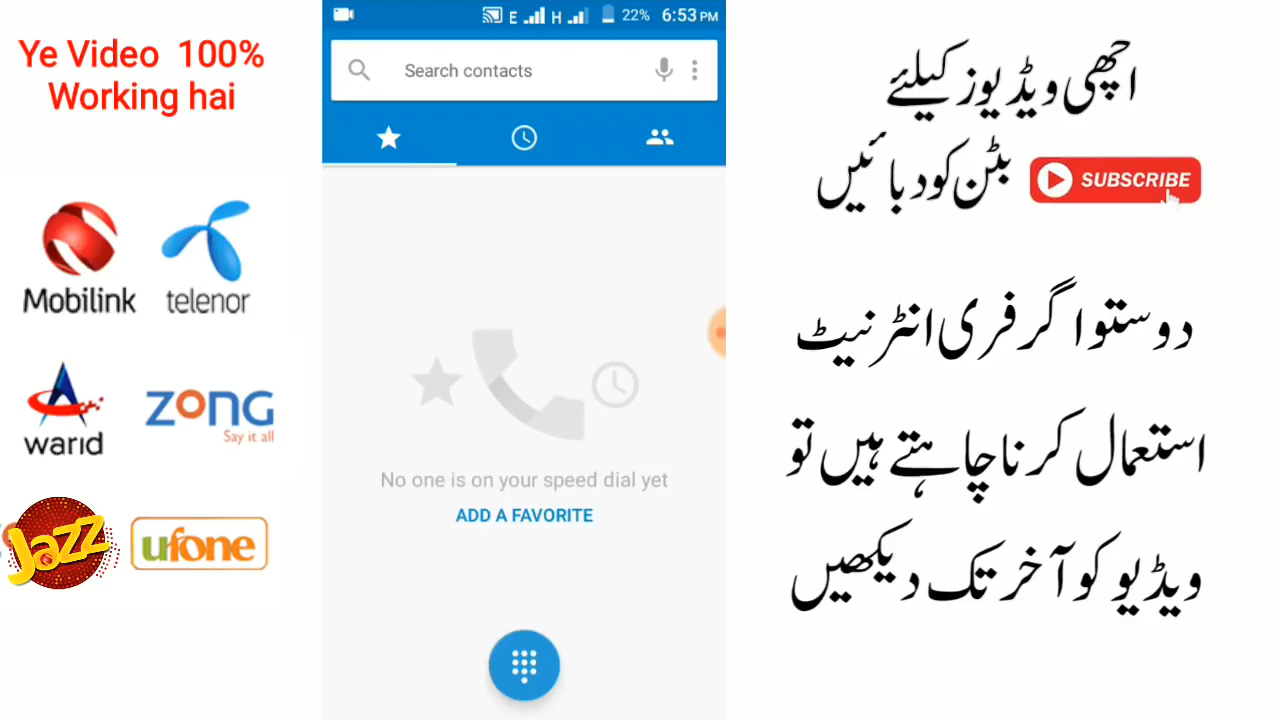 Ye Video 100%
Working hai
Mobilink
telenor
warid
ZONG
Say it all
Jazz
ufone
E H 22% 6:53 PM
Search contacts
No one is on your speed dial yet
ADD A FAVORITE
اچھی ویڈیوز کیلئے
بٹن کو دبائیں
SUBSCRIBE
دوستو اگر فری انٹرنیٹ
استعمال کرنا چاہتے ہیں تو
ویڈیو کو آخر تک دیکھیں